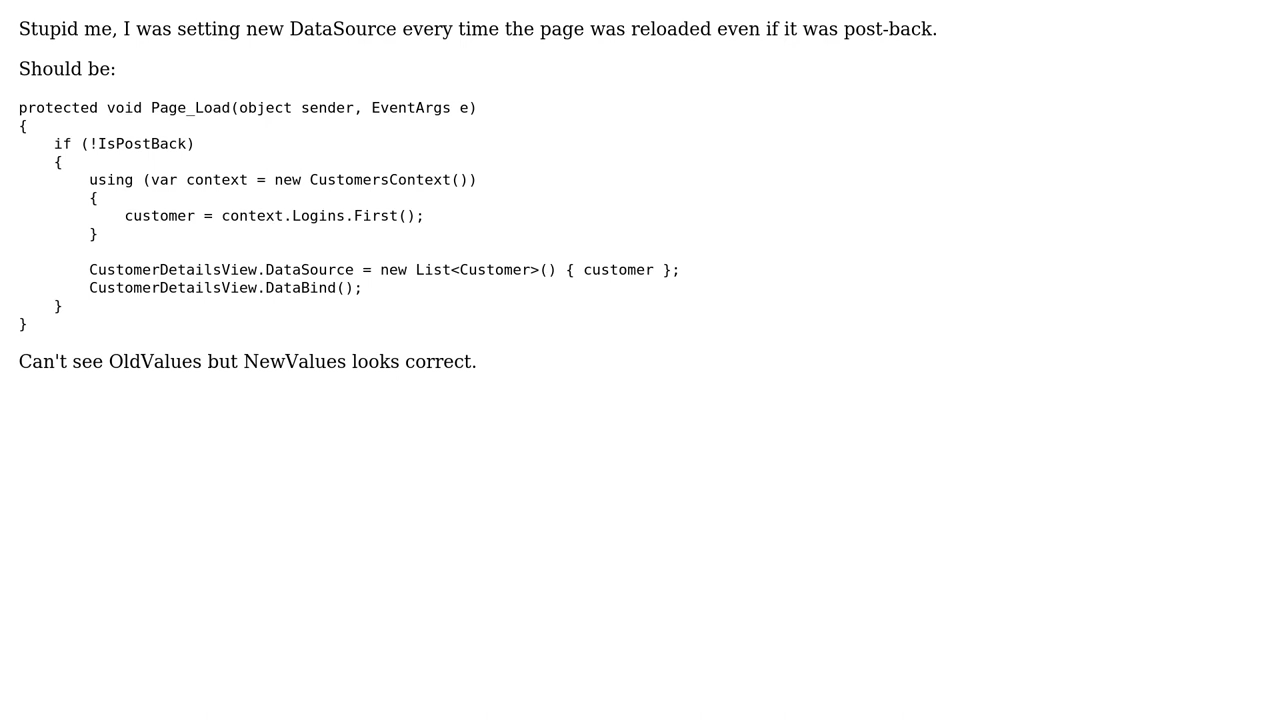 Stupid me, I was setting new DataSource every time the page was reloaded even if it was post-back.
Should be:
protected void Page_Load(object sender, EventArgs e)
{
    if (!IsPostBack)
    {
        using (var context = new CustomersContext())
        {
            customer = context.Logins.First();
        }

        CustomerDetailsView.DataSource = new List<Customer>() { customer };
        CustomerDetailsView.DataBind();
    }
}
Can't see OldValues but NewValues looks correct.